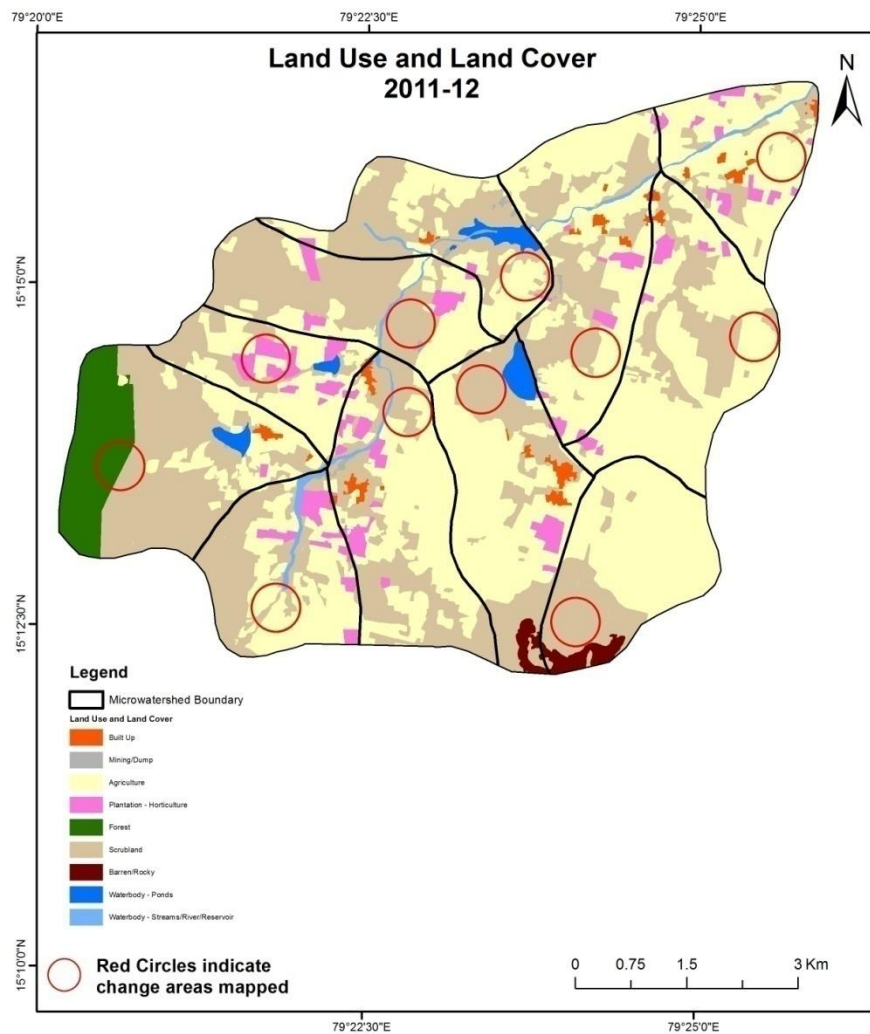 79°20'0"E
79°22'30"E
79°25'0"E
Land Use and Land Cover
2011-12
N
15°15'0"N
15°12'30"N
15°10'0"N
Legend
Microwatershed Boundary
Land Use and Land Cover
Built Up
Mining/Dump
Agriculture
Plantation - Horticulture
Forest
Scrubland
Barren/Rocky
Waterbody - Ponds
Waterbody - Streams/River/Reservoir
Red Circles indicate
change areas mapped
0 0.75 1.5 3 Km
79°22'30"E
79°25'0"E